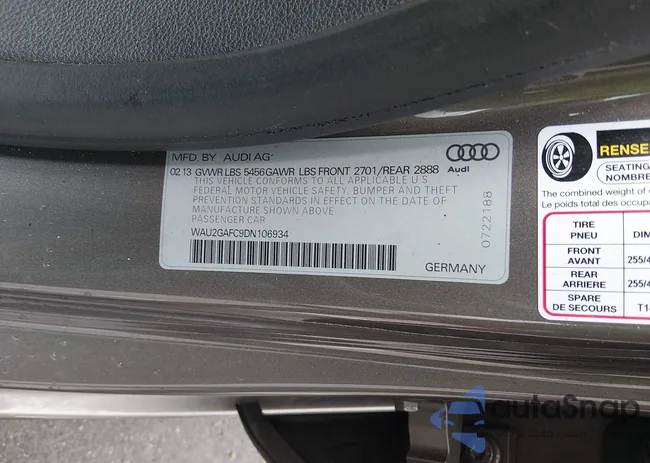 MFD. BY AUDI AG
Audi
02 13 GVWR LBS 5456GAWR LBS FRONT 2701/REAR 2888
THIS VEHICLE CONFORMS TO ALL APPLICABLE U.S.
FEDERAL MOTOR VEHICLE SAFETY, BUMPER AND THEFT
PREVENTION STANDARDS IN EFFECT ON THE DATE OF
MANUFACTURE SHOWN ABOVE
PASSENGER CAR
WAU2GAFC9DN106934
GERMANY
0722188
RENSE
SEATING
NOMBRE
The combined weight of
Le poids total des occup
TIRE
PNEU
DIM
FRONT
AVANT
255/4
REAR
ARRIERE
255/4
SPARE
DE SECOURS
autoSnap